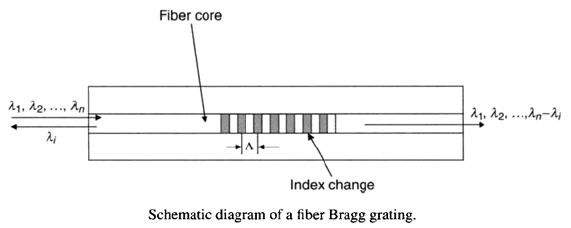 Fiber core
λ1, λ2, ..., λn
λi
λ1, λ2, ...,λn–λi
Λ
Index change
Schematic diagram of a fiber Bragg grating.